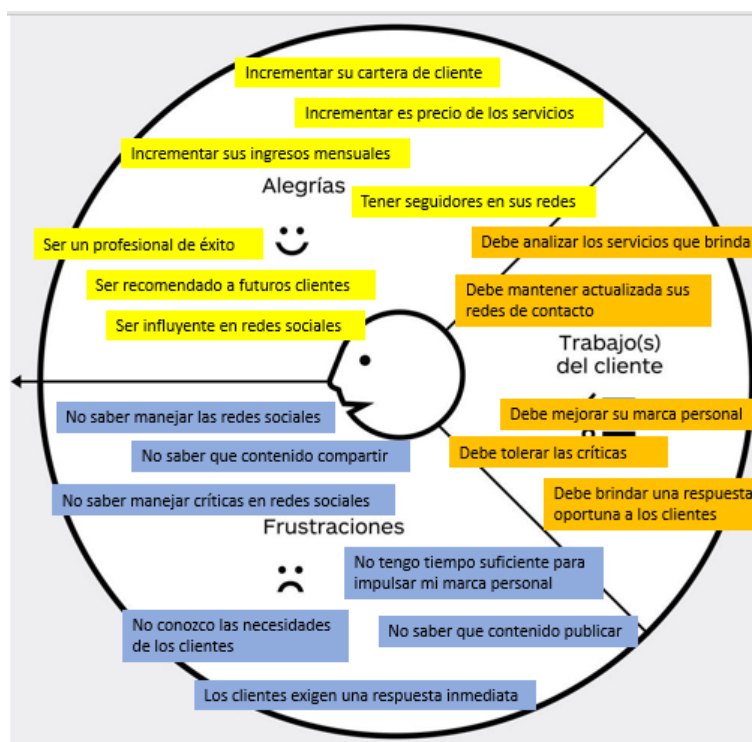 Incrementar su cartera de cliente
Incrementar es precio de los servicios
Incrementar sus ingresos mensuales
Alegrías
Tener seguidores en sus redes
Ser un profesional de éxito
Ser recomendado a futuros clientes
Ser influyente en redes sociales
Debe analizar los servicios que brinda
Debe mantener actualizada sus
redes de contacto
Trabajo(s)
del cliente
Debe mejorar su marca personal
Debe tolerar las críticas
Debe brindar una respuesta
oportuna a los clientes
No saber manejar las redes sociales
No saber que contenido compartir
No saber manejar críticas en redes sociales
Frustraciones
No tengo tiempo suficiente para
impulsar mi marca personal
No conozco las necesidades
de los clientes
No saber que contenido publicar
Los clientes exigen una respuesta inmediata